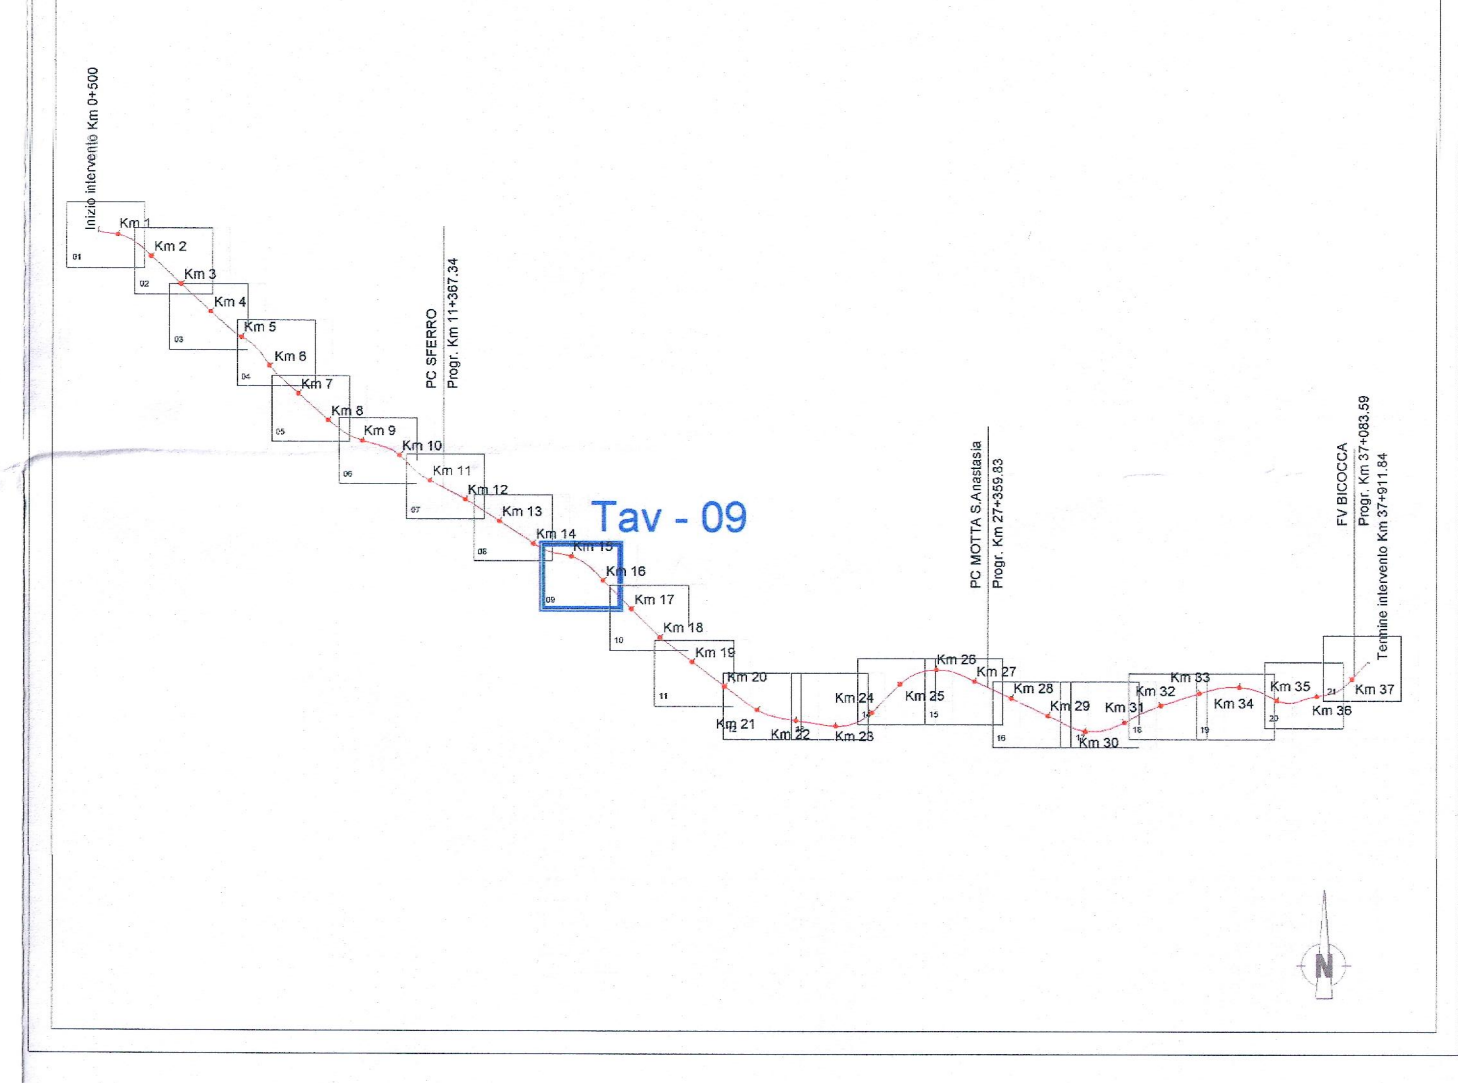 Inizio intervento Km 0+500
Km 1
01
Km 2
02
Km 3
Km 4
03
Km 5
Km 6
04
Km 7
Km 8
05
Km 9
Km 10
06
PC SFERRO
Progr. Km 11+367.34
Km 11
07
Km 12
Km 13
08
Km 14
Tav - 09
Km 15
Km 16
09
Km 17
10
Km 18
Km 19
11
Km 20
Km 21
12
Km 22
Km 23
Km 24
Km 25
15
Km 26
PC MOTTA S.Anastasia
Progr. Km 27+359.83
Km 27
Km 28
16
Km 29
Km 30
Km 31
18
Km 32
Km 33
19
Km 34
Km 35
20
Km 36
21
Km 37
FV BICOCCA
Progr. Km 37+083.59
Termine intervento Km 37+911.84
N